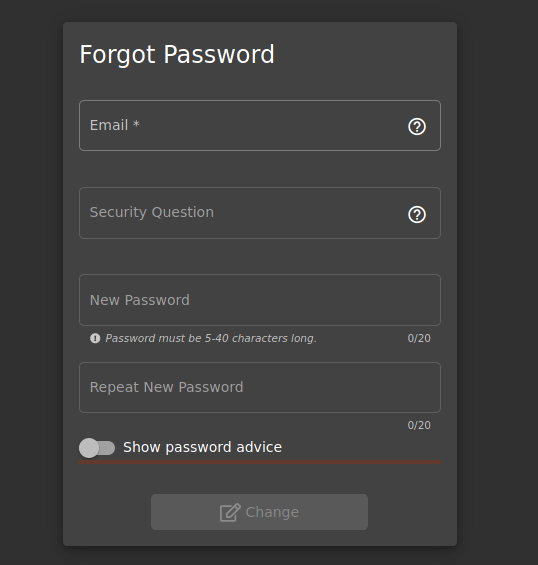 Forgot Password
Email *
Security Question
New Password
Password must be 5-40 characters long. 0/20
Repeat New Password
0/20
Show password advice
Change